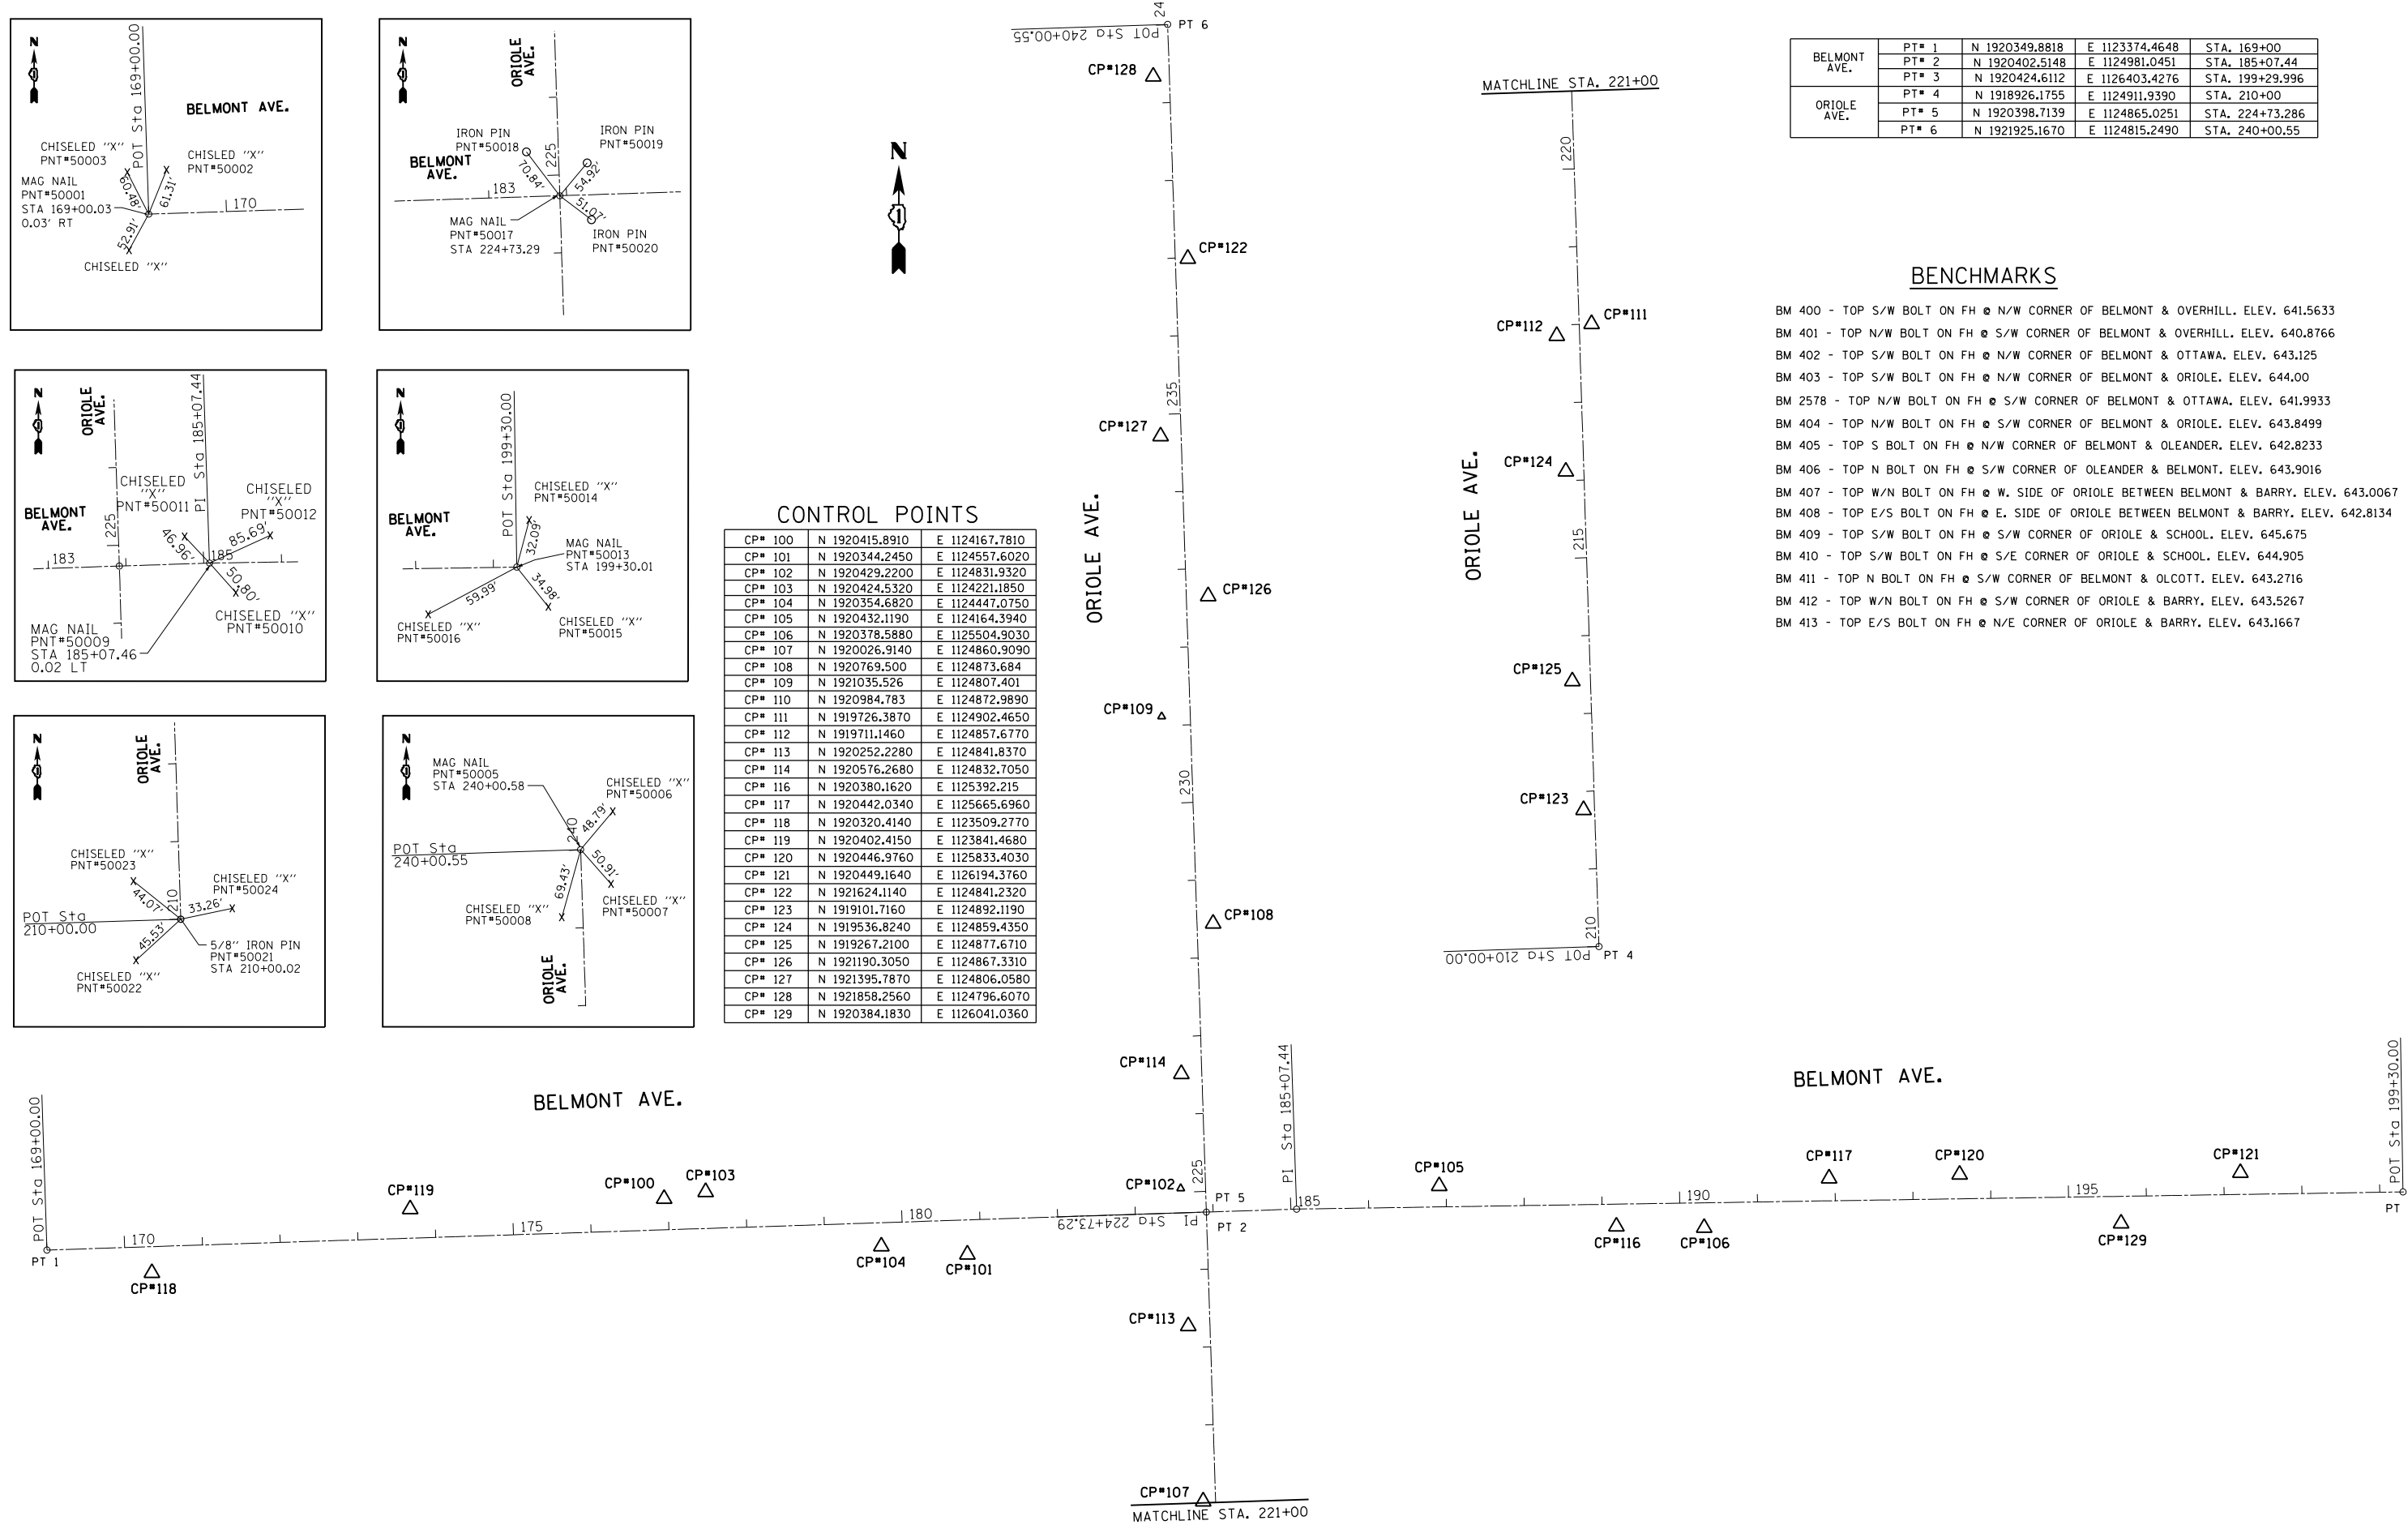 N
POT Sta 169+00.00
BELMONT AVE.
CHISELED "X"
PNT#50003
CHISLED "X"
PNT#50002
MAG NAIL
PNT#50001
STA 169+00.03
0.03' RT
60.48'
61.31'
170
52.91'
CHISELED "X"
N
ORIOLE
AVE.
IRON PIN
PNT#50018
IRON PIN
PNT#50019
BELMONT
AVE.
70.84'
225
54.92'
183
51.07'
MAG NAIL
PNT#50017
STA 224+73.29
IRON PIN
PNT#50020
N
ORIOLE
AVE.
PI Sta 185+07.44
CHISELED
"X"
PNT#50011
CHISELED
"X"
PNT#50012
BELMONT
AVE.
225
46.96'
85.69'
183
185
50.80'
CHISELED "X"
PNT#50010
MAG NAIL
PNT#50009
STA 185+07.46
0.02 LT
N
POT Sta 199+30.00
CHISELED "X"
PNT#50014
BELMONT
AVE.
32.09'
MAG NAIL
PNT#50013
STA 199+30.01
59.99'
34.98'
CHISELED "X"
PNT#50016
CHISELED "X"
PNT#50015
N
ORIOLE
AVE.
CHISELED "X"
PNT#50023
CHISELED "X"
PNT#50024
44.07'
210
33.26'
POT Sta
210+00.00
45.53'
5/8" IRON PIN
PNT#50021
STA 210+00.02
CHISELED "X"
PNT#50022
N
MAG NAIL
PNT#50005
STA 240+00.58
CHISELED "X"
PNT#50006
240
48.79'
POT Sta
240+00.55
69.43'
50.91'
CHISELED "X"
PNT#50008
CHISELED "X"
PNT#50007
ORIOLE
AVE.
CONTROL POINTS
CP# 100 N 1920415.8910 E 1124167.7810
CP# 101 N 1920344.2450 E 1124557.6020
CP# 102 N 1920429.2200 E 1124831.9320
CP# 103 N 1920424.5320 E 1124221.1850
CP# 104 N 1920354.6820 E 1124447.0750
CP# 105 N 1920432.1190 E 1124164.3940
CP# 106 N 1920378.5880 E 1125504.9030
CP# 107 N 1920026.9140 E 1124860.9090
CP# 108 N 1920769.500 E 1124873.684
CP# 109 N 1921035.526 E 1124807.401
CP# 110 N 1920984.783 E 1124872.9890
CP# 111 N 1919726.3870 E 1124902.4650
CP# 112 N 1919711.1460 E 1124857.6770
CP# 113 N 1920252.2280 E 1124841.8370
CP# 114 N 1920576.2680 E 1124832.7050
CP# 116 N 1920380.1620 E 1125392.215
CP# 117 N 1920442.0340 E 1125665.6960
CP# 118 N 1920320.4140 E 1123509.2770
CP# 119 N 1920402.4150 E 1123841.4680
CP# 120 N 1920446.9760 E 1125833.4030
CP# 121 N 1920449.1640 E 1126194.3760
CP# 122 N 1921624.1140 E 1124841.2320
CP# 123 N 1919101.7160 E 1124892.1190
CP# 124 N 1919536.8240 E 1124859.4350
CP# 125 N 1919267.2100 E 1124877.6710
CP# 126 N 1921190.3050 E 1124867.3310
CP# 127 N 1921395.7870 E 1124806.0580
CP# 128 N 1921858.2560 E 1124796.6070
CP# 129 N 1920384.1830 E 1126041.0360
N
24
POT Sta 240+00.55
PT 6
CP#128
CP#122
235
CP#127
ORIOLE AVE.
CP#126
CP#109
230
CP#108
CP#114
225
CP#102
PT 5
PI Sta 224+73.29
PT 2
CP#113
CP#107
MATCHLINE STA. 221+00
MATCHLINE STA. 221+00
220
CP#112
CP#111
ORIOLE AVE.
CP#124
215
CP#125
CP#123
210
POT Sta 210+00.00
PT 4
BELMONT AVE.
PT# 1 N 1920349.8818 E 1123374.4648 STA. 169+00
PT# 2 N 1920402.5148 E 1124981.0451 STA. 185+07.44
PT# 3 N 1920424.6112 E 1126403.4276 STA. 199+29.996
ORIOLE AVE.
PT# 4 N 1918926.1755 E 1124911.9390 STA. 210+00
PT# 5 N 1920398.7139 E 1124865.0251 STA. 224+73.286
PT# 6 N 1921925.1670 E 1124815.2490 STA. 240+00.55
BENCHMARKS
BM 400 - TOP S/W BOLT ON FH @ N/W CORNER OF BELMONT & OVERHILL. ELEV. 641.5633
BM 401 - TOP N/W BOLT ON FH @ S/W CORNER OF BELMONT & OVERHILL. ELEV. 640.8766
BM 402 - TOP S/W BOLT ON FH @ N/W CORNER OF BELMONT & OTTAWA. ELEV. 643.125
BM 403 - TOP S/W BOLT ON FH @ N/W CORNER OF BELMONT & ORIOLE. ELEV. 644.00
BM 2578 - TOP N/W BOLT ON FH @ S/W CORNER OF BELMONT & OTTAWA. ELEV. 641.9933
BM 404 - TOP N/W BOLT ON FH @ S/W CORNER OF BELMONT & ORIOLE. ELEV. 643.8499
BM 405 - TOP S BOLT ON FH @ N/W CORNER OF BELMONT & OLEANDER. ELEV. 642.8233
BM 406 - TOP N BOLT ON FH @ S/W CORNER OF OLEANDER & BELMONT. ELEV. 643.9016
BM 407 - TOP W/N BOLT ON FH @ W. SIDE OF ORIOLE BETWEEN BELMONT & BARRY. ELEV. 643.0067
BM 408 - TOP E/S BOLT ON FH @ E. SIDE OF ORIOLE BETWEEN BELMONT & BARRY. ELEV. 642.8134
BM 409 - TOP S/W BOLT ON FH @ S/W CORNER OF ORIOLE & SCHOOL. ELEV. 645.675
BM 410 - TOP S/W BOLT ON FH @ S/E CORNER OF ORIOLE & SCHOOL. ELEV. 644.905
BM 411 - TOP N BOLT ON FH @ S/W CORNER OF BELMONT & OLCOTT. ELEV. 643.2716
BM 412 - TOP W/N BOLT ON FH @ S/W CORNER OF ORIOLE & BARRY. ELEV. 643.5267
BM 413 - TOP E/S BOLT ON FH @ N/E CORNER OF ORIOLE & BARRY. ELEV. 643.1667
POT Sta 169+00.00
BELMONT AVE.
PT 1
170
CP#118
CP#119
175
CP#100
CP#103
CP#104
180
CP#101
PI Sta 185+07.44
185
CP#105
BELMONT AVE.
CP#116
190
CP#106
CP#117
CP#120
195
CP#129
CP#121
POT Sta 199+30.00
PT